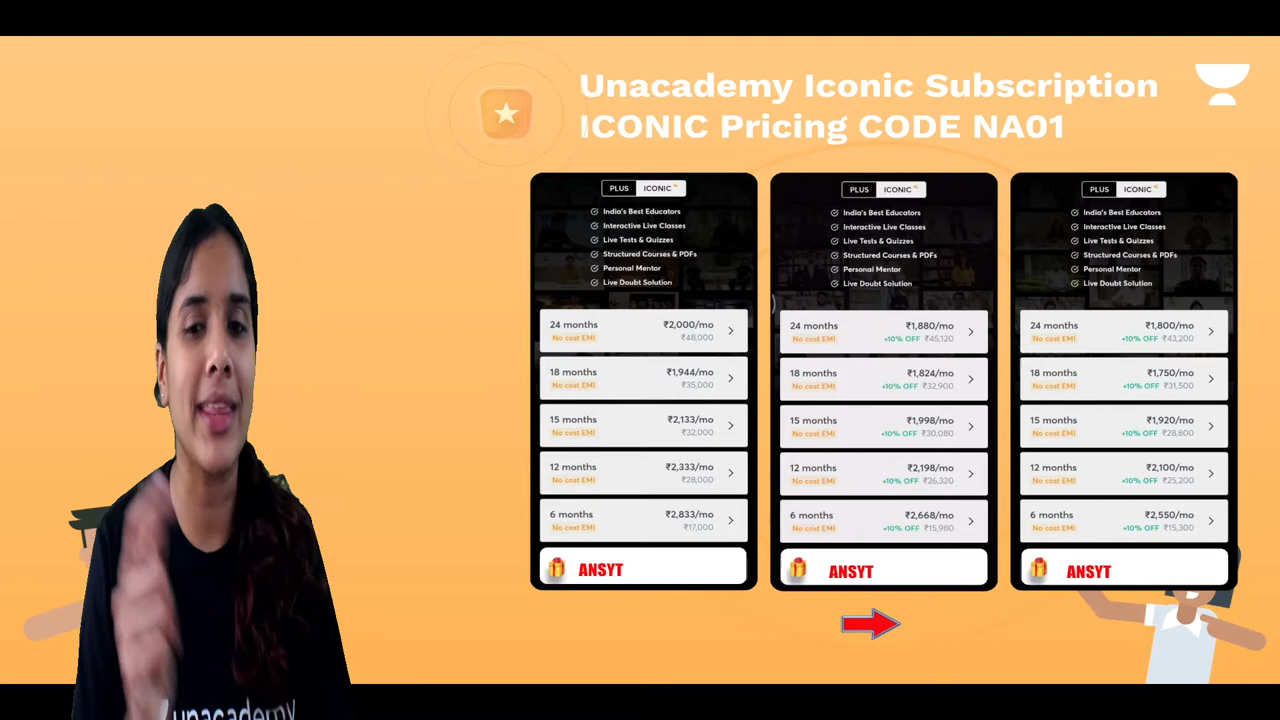 Unacademy Iconic Subscription
ICONIC Pricing CODE NA01
PLUS ICONIC
India's Best Educators
Interactive Live Classes
Live Tests & Quizzes
Structured Courses & PDFs
Personal Mentor
Live Doubt Solution
24 months ₹2,000/mo
No cost EMI ₹48,000
18 months ₹1,944/mo
No cost EMI ₹35,000
15 months ₹2,133/mo
No cost EMI ₹32,000
12 months ₹2,333/mo
No cost EMI ₹28,000
6 months ₹2,833/mo
No cost EMI ₹17,000
ANSYT
PLUS ICONIC
India's Best Educators
Interactive Live Classes
Live Tests & Quizzes
Structured Courses & PDFs
Personal Mentor
Live Doubt Solution
24 months ₹1,880/mo
No cost EMI +10% OFF ₹45,120
18 months ₹1,824/mo
No cost EMI +10% OFF ₹32,900
15 months ₹1,998/mo
No cost EMI +10% OFF ₹30,080
12 months ₹2,198/mo
No cost EMI +10% OFF ₹26,320
6 months ₹2,668/mo
No cost EMI +10% OFF ₹15,980
ANSYT
PLUS ICONIC
India's Best Educators
Interactive Live Classes
Live Tests & Quizzes
Structured Courses & PDFs
Personal Mentor
Live Doubt Solution
24 months ₹1,800/mo
No cost EMI +10% OFF ₹43,200
18 months ₹1,750/mo
No cost EMI +10% OFF ₹31,500
15 months ₹1,920/mo
No cost EMI +10% OFF ₹28,800
12 months ₹2,100/mo
No cost EMI +10% OFF ₹25,200
6 months ₹2,550/mo
No cost EMI +10% OFF ₹15,300
ANSYT
unacademy